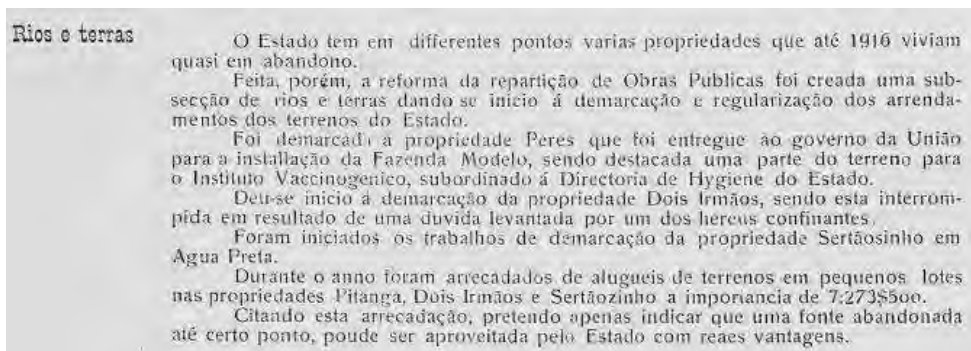 Rios e terras
O Estado tem em differentes pontos varias propriedades que até 1916 viviam
quasi em abandono.
Feita, porém, a reforma da repartição de Obras Publicas foi creada uma sub-
secção de rios e terras dando se inicio á demarcação e regularização dos arrenda-
mentos dos terrenos do Estado.
Foi demarcada a propriedade Peres que foi entregue ao governo da União
para a installação da Fazenda Modelo, sendo destacada uma parte do terreno para
o Instituto Vaccinogenico, subordinado á Directoria de Hygiene do Estado.
Deu-se inicio á demarcação da propriedade Dois Irmãos, sendo esta interrom-
pida em resultado de uma duvida levantada por um dos hereus confinantes.
Foram iniciados os trabalhos de demarcação da propriedade Sertãosinho em
Agua Preta.
Durante o anno foram arrecadados de alugueis de terrenos em pequenos lotes
nas propriedades Pitanga, Dois Irmãos e Sertãozinho a importancia de 7:273$500.
Citando esta arrecadação, pretendo apenas indicar que uma fonte abandonada
até certo ponto, poude ser aproveitada pelo Estado com reaes vantagens.